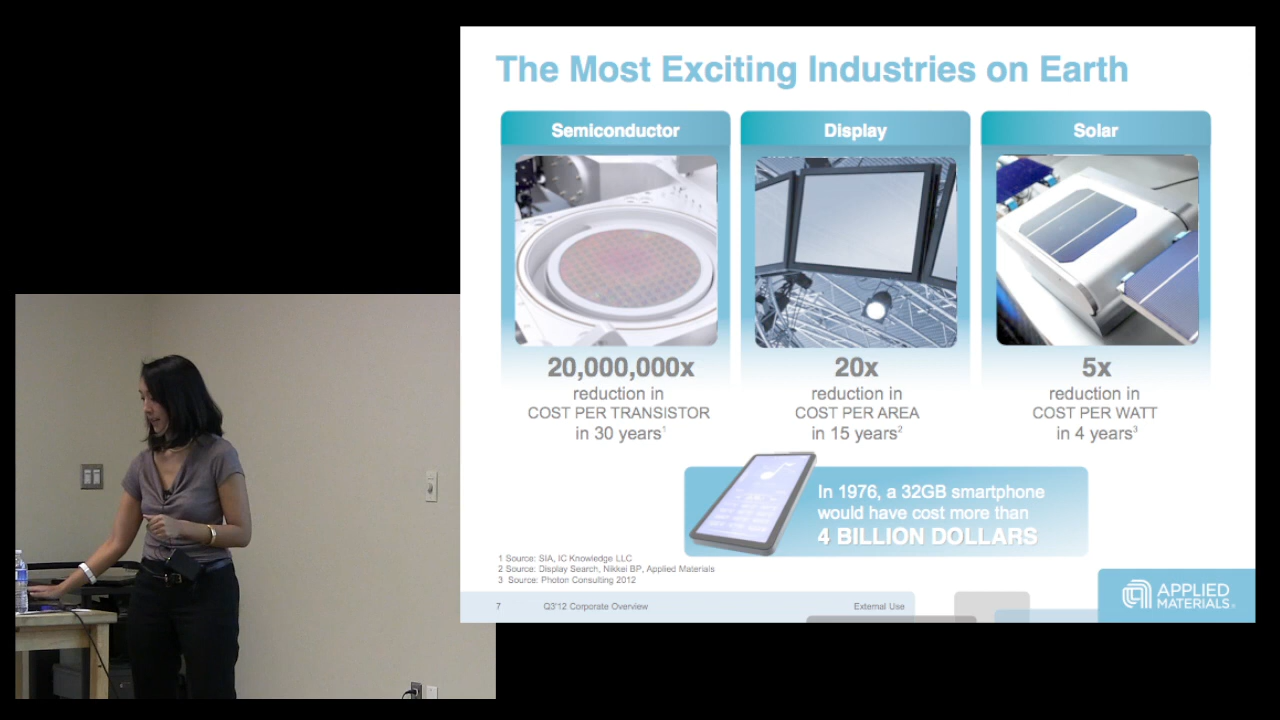 The Most Exciting Industries on Earth
Semiconductor
Display
Solar
20,000,000x
reduction in
COST PER TRANSISTOR
in 30 years1
20x
reduction in
COST PER AREA
in 15 years2
5x
reduction in
COST PER WATT
in 4 years3
In 1976, a 32GB smartphone
would have cost more than
4 BILLION DOLLARS
1 Source: SIA, IC Knowledge LLC
2 Source: Display Search, Nikkei BP, Applied Materials
3 Source: Photon Consulting 2012
7
Q3'12 Corporate Overview
External Use
APPLIED
MATERIALS